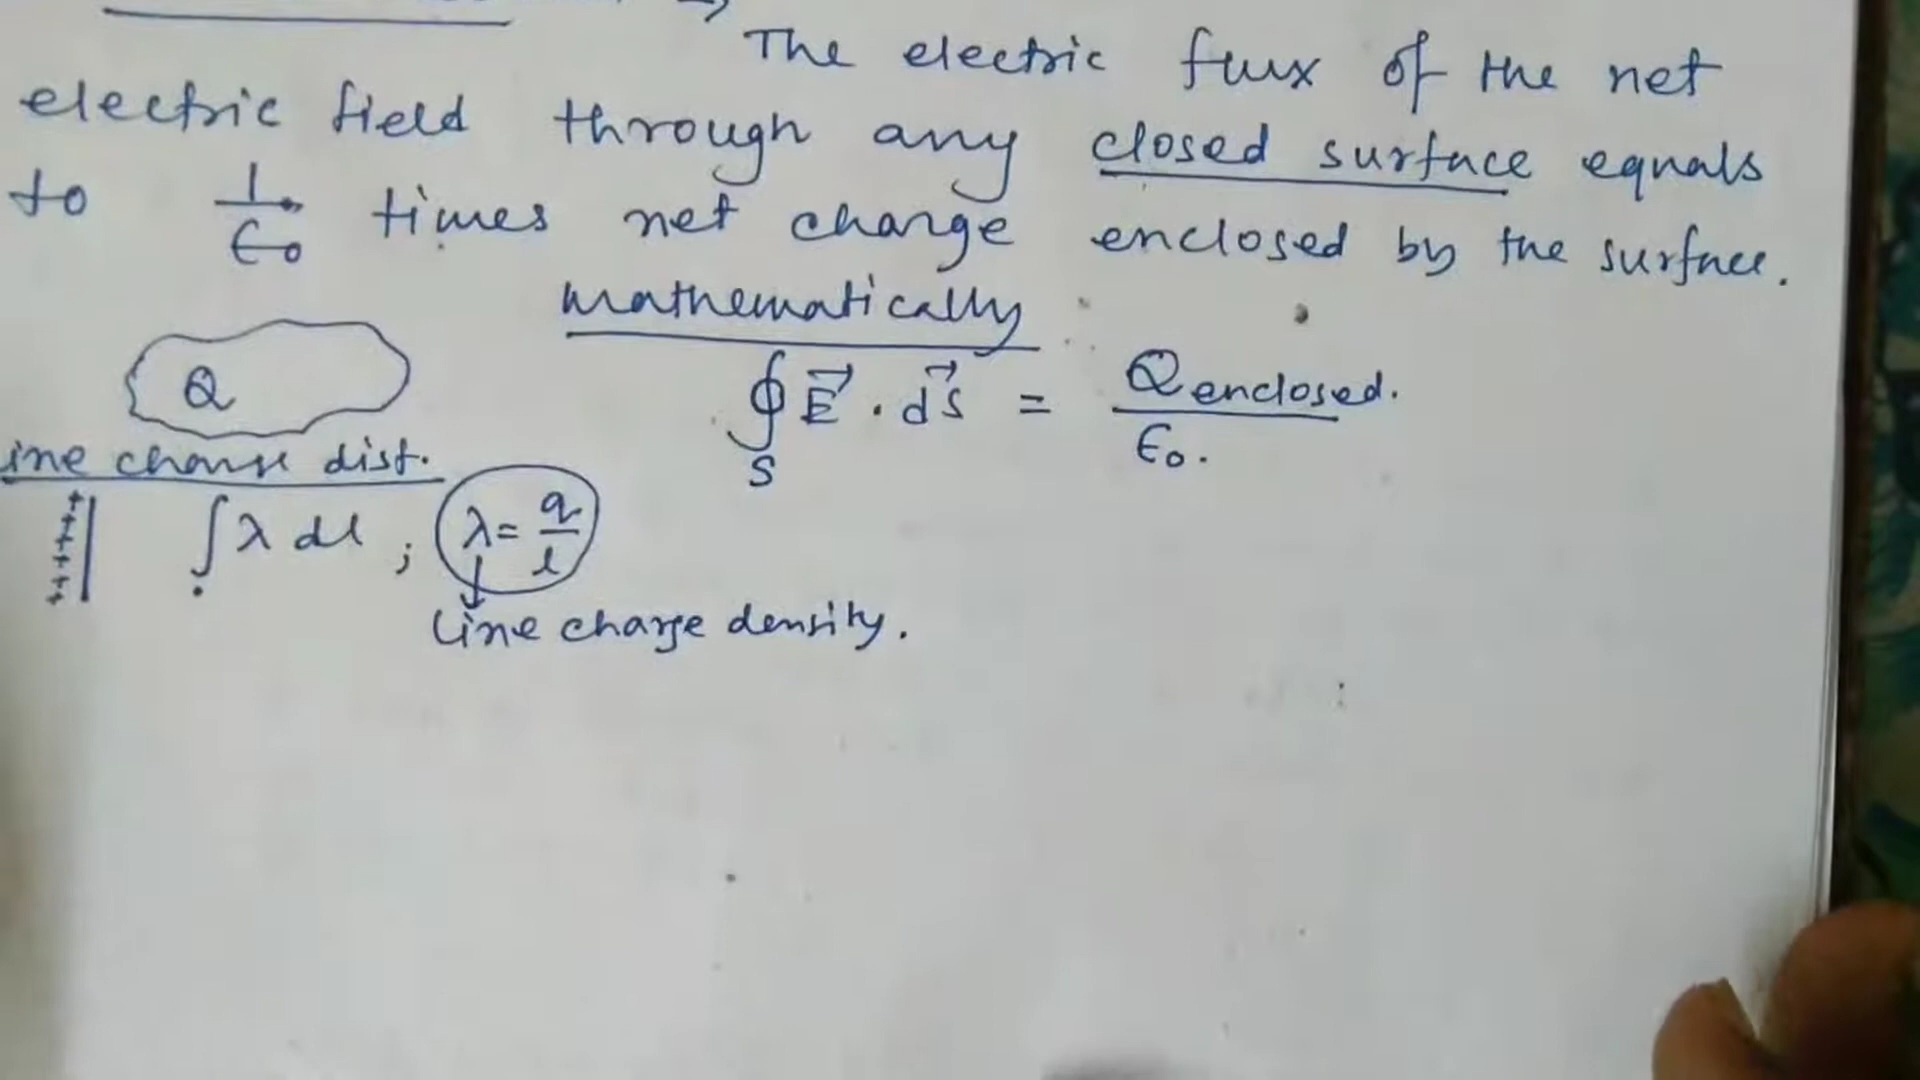 The electric flux of the net
electric field through any closed surface equals
to 1/ϵ₀ times net charge enclosed by the surface.
mathematically
Q
∮_S E⃗ . dS⃗ = Q enclosed. / ϵ₀.
ine charge dist.
+ + + + + + ∫ λ dl ; λ = q/l
line charge density.